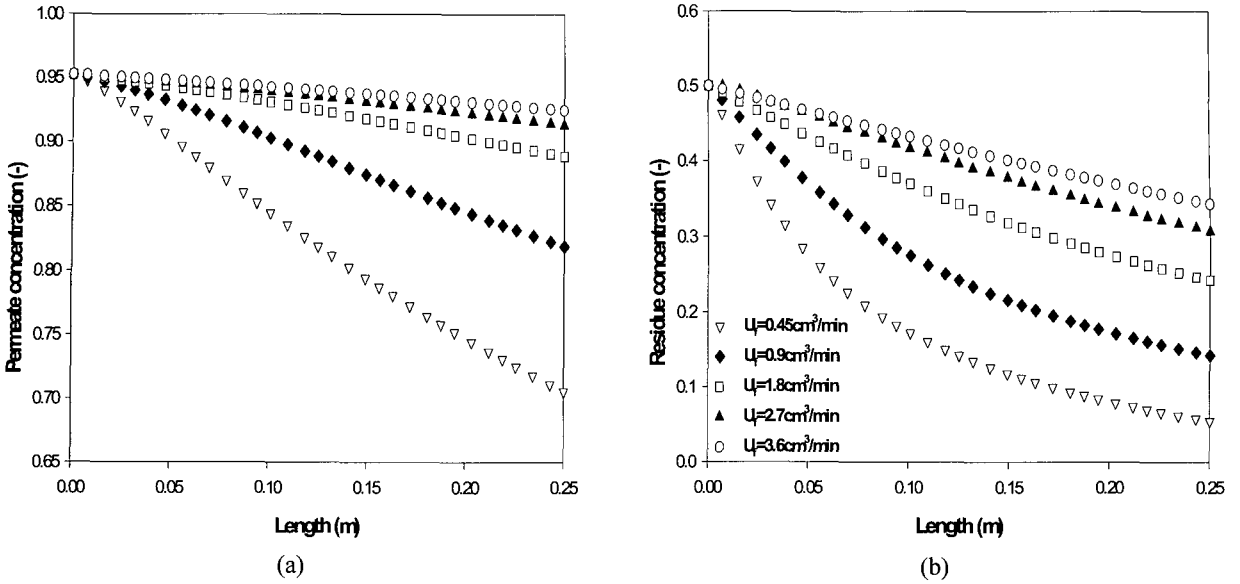 1.00
0.95
0.90
0.85
0.80
0.75
0.70
0.65
Permeate concentration (-)
0.00
0.05
0.10
0.15
0.20
0.25
Length (m)
(a)
0.6
0.5
0.4
0.3
0.2
0.1
0.0
Residue concentration (-)
Uf=0.45cm³/min
Uf=0.9cm³/min
Uf=1.8cm³/min
Uf=2.7cm³/min
Uf=3.6cm³/min
0.00
0.05
0.10
0.15
0.20
0.25
Length (m)
(b)